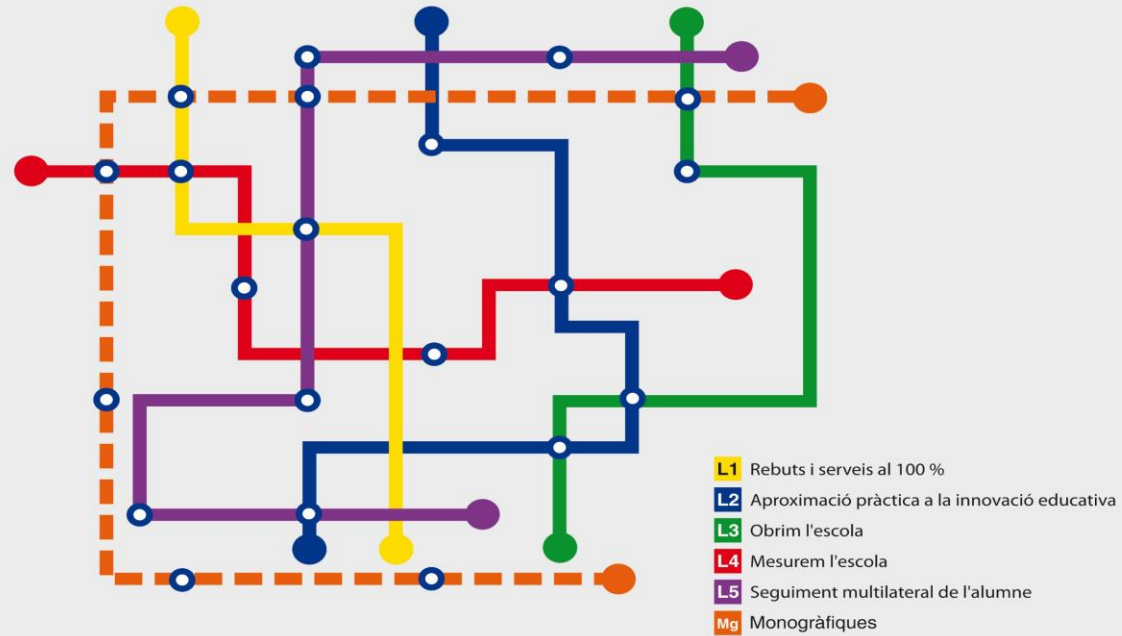 L1 Rebuts i serveis al 100 %
L2 Aproximació pràctica a la innovació educativa
L3 Obrim l'escola
L4 Mesurem l'escola
L5 Seguiment multilateral de l'alumne
Mg Monogràfiques